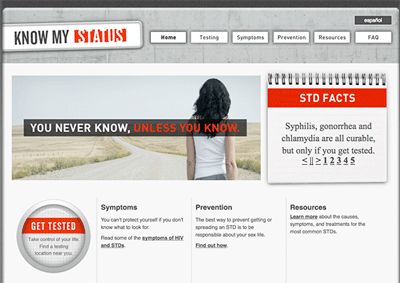 español
KNOW MY STATUS
Home Testing Symptoms Prevention Resources FAQ
YOU NEVER KNOW, UNLESS YOU KNOW.
STD FACTS
Syphilis, gonorrhea and
chlamydia are all curable,
but only if you get tested.
< || > 1 2 3 4 5
GET TESTED
Take control of your life.
Find a testing
location near you.
Symptoms
You can't protect yourself if you don't
know what to look for.
Read some of the symptoms of HIV
and STDs.
Prevention
The best way to prevent getting or
spreading an STD is to be
responsible about your sex life.
Find out how.
Resources
Learn more about the causes,
symptoms, and treatments for the
most common STDs.